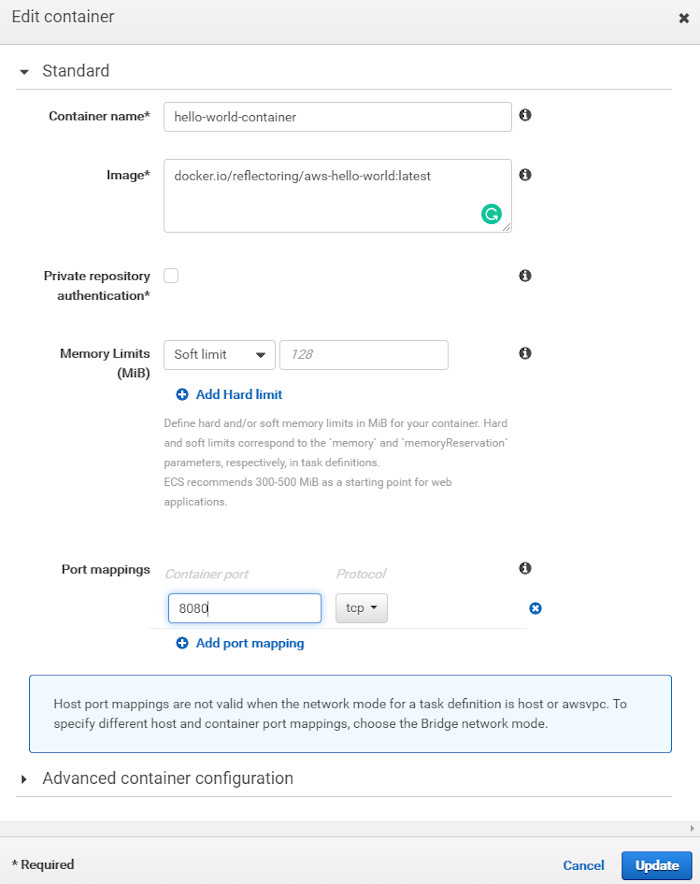 Edit container
Standard
Container name*
hello-world-container
Image*
docker.io/reflectoring/aws-hello-world:latest
Private repository
authentication*
Memory Limits
(MiB)
Soft limit
128
Add Hard limit
Define hard and/or soft memory limits in MiB for your container. Hard
and soft limits correspond to the `memory` and `memoryReservation`
parameters, respectively, in task definitions.
ECS recommends 300-500 MiB as a starting point for web
applications.
Port mappings
Container port
Protocol
8080
tcp
Add port mapping
Host port mappings are not valid when the network mode for a task definition is host or awsvpc. To
specify different host and container port mappings, choose the Bridge network mode.
Advanced container configuration
* Required
Cancel
Update